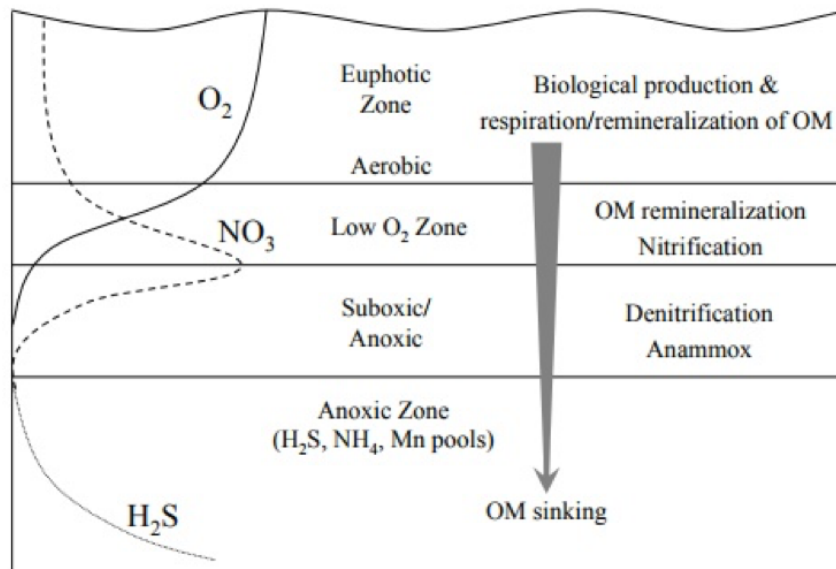 Euphotic
Zone
Biological production &
respiration/remineralization of OM
O₂
Aerobic
NO₃
Low O₂ Zone
OM remineralization
Nitrification
Suboxic/
Anoxic
Denitrification
Anammox
Anoxic Zone
(H₂S, NH₄, Mn pools)
H₂S
OM sinking